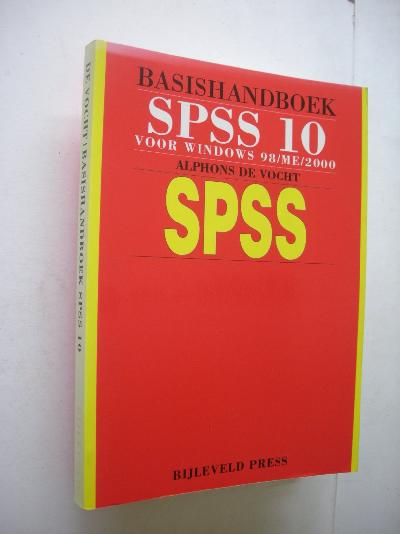 BASISHANDBOEK
SPSS 10
VOOR WINDOWS 98/ME/2000
ALPHONS DE VOCHT
SPSS
BIJLEVELD PRESS
DE VOCHT / BASISHANDBOEK SPSS 10